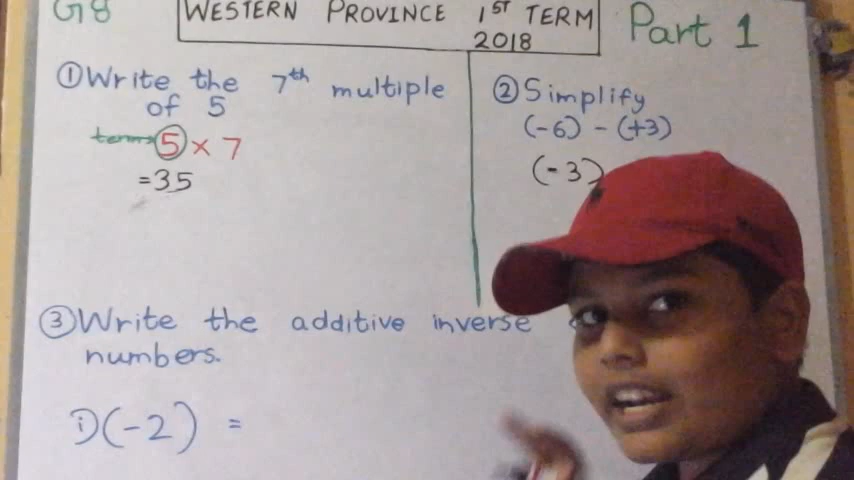 G8
WESTERN PROVINCE 1ST TERM
2018
Part 1
①Write the 7th multiple
of 5
term 5 × 7
=35
②Simplify
(-6) - (+3)
(-3)
③Write the additive inverse
numbers.
i)(-2) =